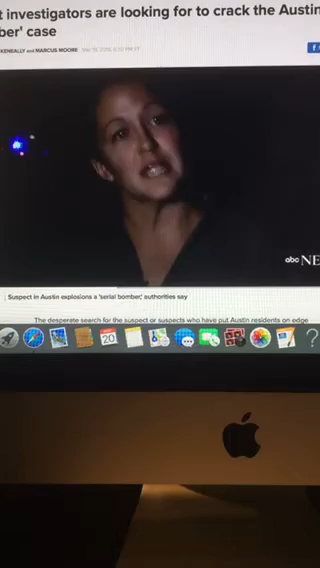 t investigators are looking for to crack the Austin
ber' case
KENEALLY and MARCUS MOORE
abc NE
Suspect in Austin explosions a 'serial bomber,' authorities say
The desperate search for the suspect or suspects who have put Austin residents on edge
20